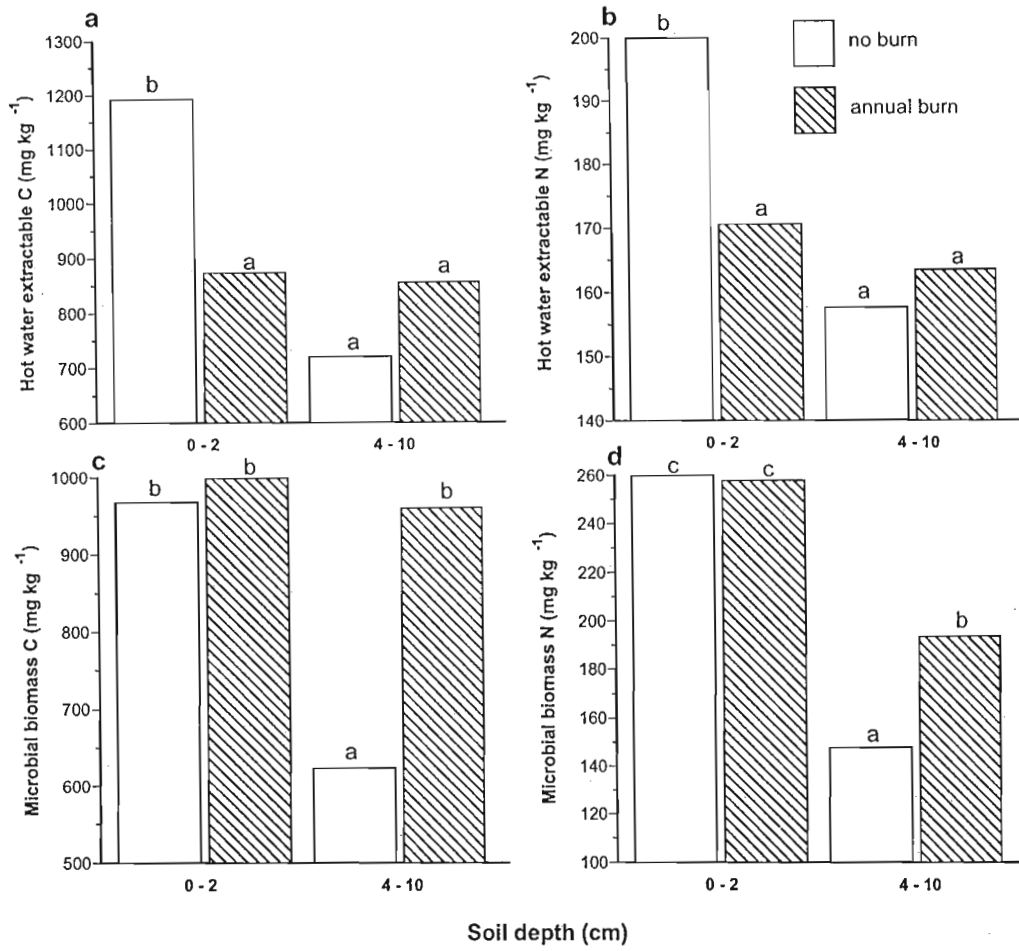 a
1300
1200
1100
1000
900
800
700
600
Hot water extractable C (mg kg -1)
b
a
a
a
0 - 2
4 - 10
b
200
190
180
170
160
150
140
Hot water extractable N (mg kg -1)
b
a
a
a
0 - 2
4 - 10
no burn
annual burn
c
1000
900
800
700
600
500
Microbial biomass C (mg kg -1)
b
b
a
b
0 - 2
4 - 10
d
260
240
220
200
180
160
140
120
100
Microbial biomass N (mg kg -1)
c
c
a
b
0 - 2
4 - 10
Soil depth (cm)